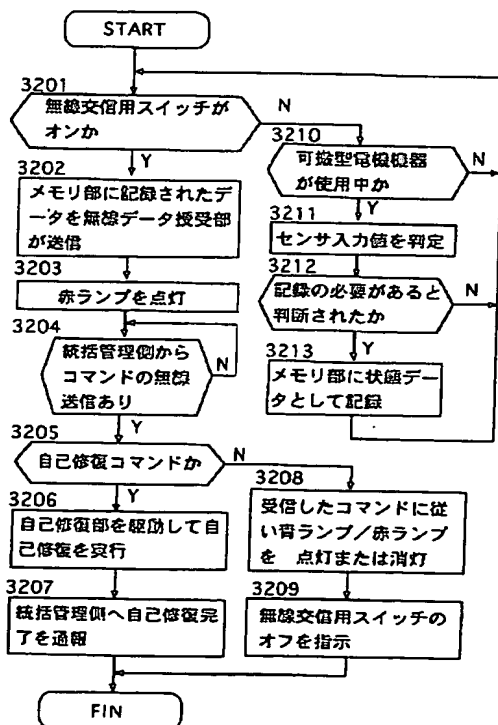 START
3201
無線交信用スイッチが
オンか
N
Y
3202
メモリ部に記録されたデ
ータを無線データ授受部
が送信
3203
赤ランプを点灯
3204
統括管理側から
コマンドの無線
送信あり
N
Y
3205
自己修復コマンドか
N
Y
3206
自己修復部を駆動して自
己修復を実行
3207
統括管理側へ自己修復完
了を通報
3208
受信したコマンドに従
い青ランプ/赤ランプ
を 点灯または消灯
3209
無線交信用スイッチの
オフを指示
3210
可搬型電機機器
が使用中か
N
Y
3211
センサ入力値を判定
3212
記録の必要があると
判断されたか
N
Y
3213
メモリ部に状態デー
タとして記録
FIN